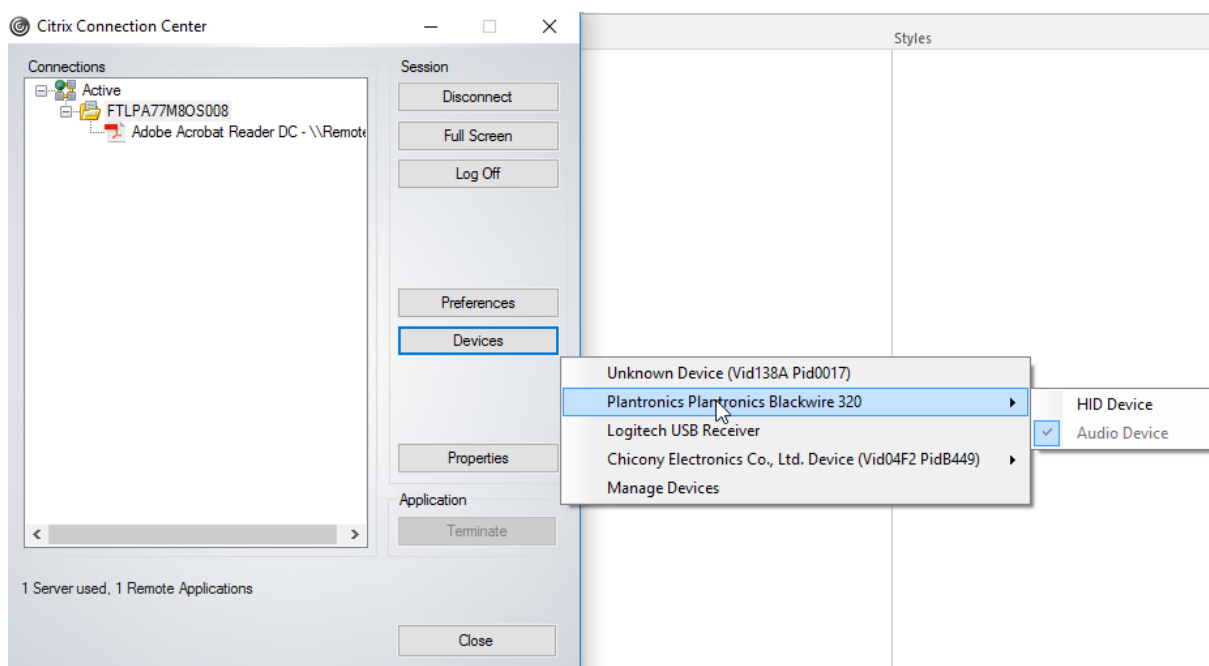 Citrix Connection Center
Styles
Connections
Active
FTLPA77M8OS008
Adobe Acrobat Reader DC - \\Remote
Session
Disconnect
Full Screen
Log Off
Preferences
Devices
Unknown Device (Vid138A Pid0017)
Plantronics Plantronics Blackwire 320
Logitech USB Receiver
Chicony Electronics Co., Ltd. Device (Vid04F2 PidB449)
Manage Devices
HID Device
Audio Device
Properties
Application
Terminate
1 Server used, 1 Remote Applications
Close